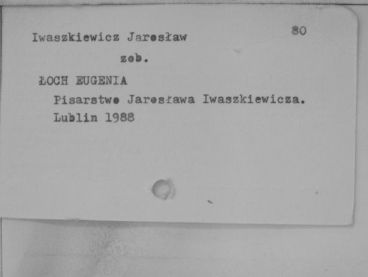 Iwaszkiewicz Jarosław 80
zob.
ŁOCH EUGENIA
Pisarstwo Jarosława Iwaszkiewicza.
Lublin 1988